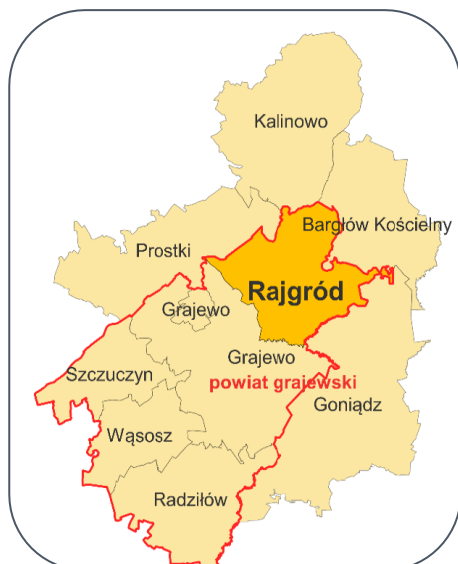 Kalinowo
Bargłów Kościelny
Prostki
Rajgród
Grajewo
Grajewo
Szczuczyn
powiat grajewski
Goniądz
Wąsosz
Radziłów